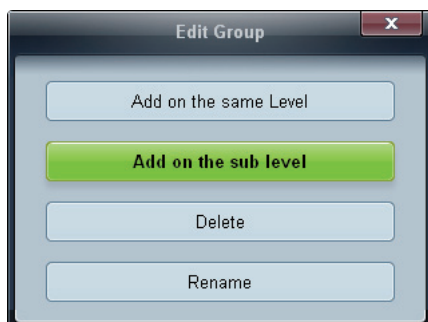 Edit Group
x
Add on the same Level
Add on the sub level
Delete
Rename